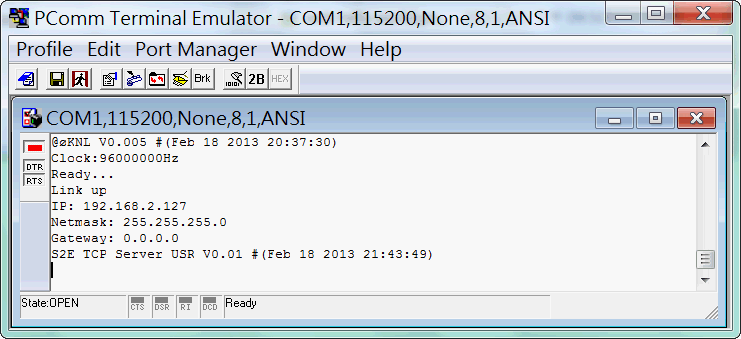 PComm Terminal Emulator - COM1,115200,None,8,1,ANSI
Profile Edit Port Manager Window Help
Brk 2B HEX
COM1,115200,None,8,1,ANSI
@øKNL V0.005 #(Feb 18 2013 20:37:30)
Clock:96000000Hz
DTR
Ready...
RTS
Link up
IP: 192.168.2.127
Netmask: 255.255.255.0
Gateway: 0.0.0.0
S2E TCP Server USR V0.01 #(Feb 18 2013 21:43:49)
State:OPEN CTS DSR RI DCD Ready